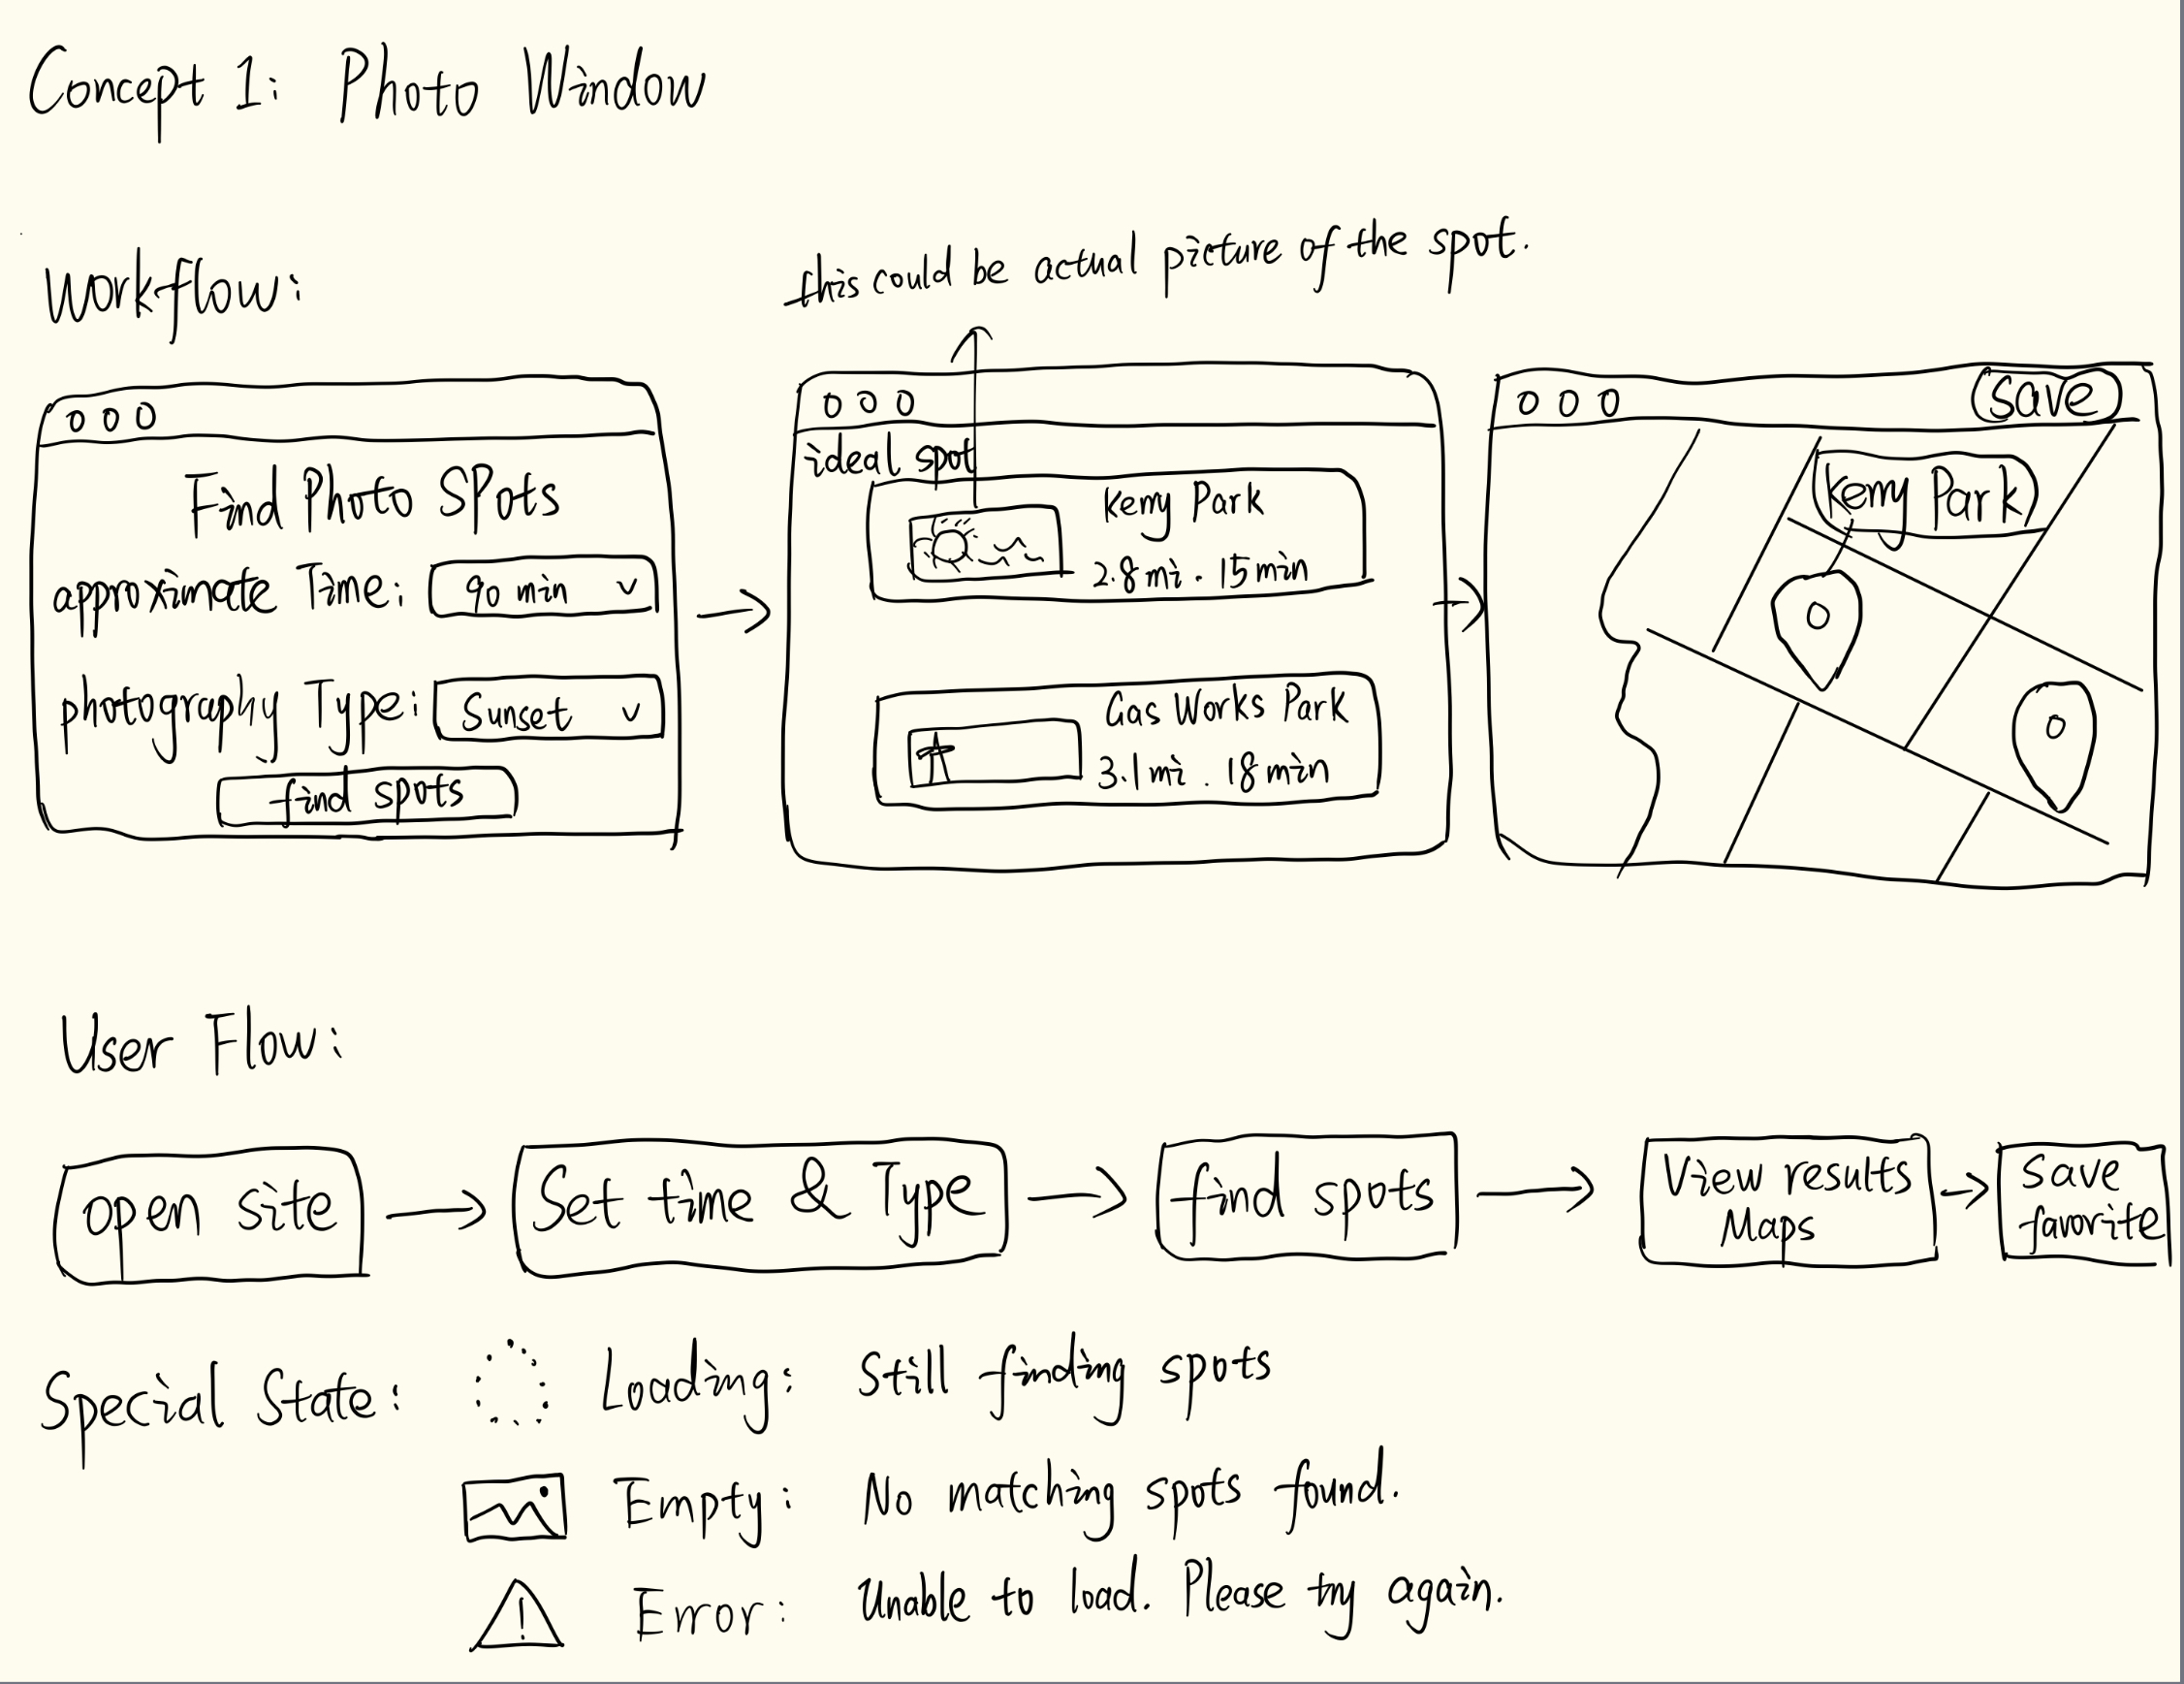 Concept 1: Photo Window
Workflow:
this could be actual picture of the spot.
Find Photo Spots
approximate Time: 90 min
photography Type: Sunset
find spots
ideal spot
Kerry Park
2.8 mi. 15 min
Gas Works Park
3.1 mi. 18 min
Save
Kerry Park
User Flow:
open site
Set time & Type
find spots
View results
Maps
save
favorite
Special State:
Loading: Still finding spots
Empty: No matching spots found.
Error: Unable to load. Please try again.